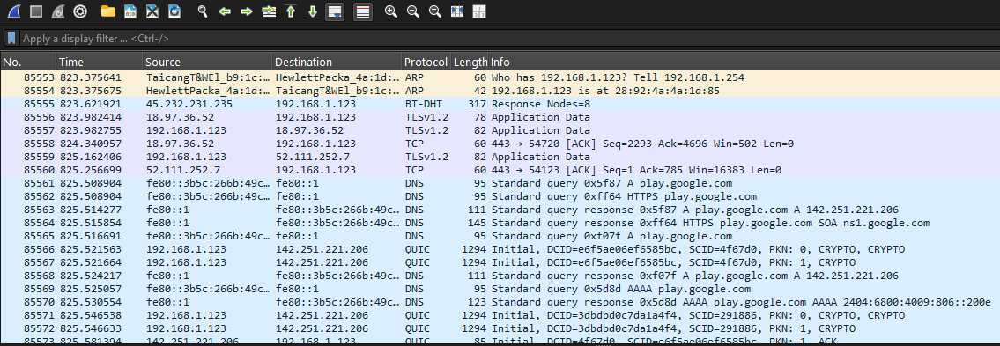 Apply a display filter ... <Ctrl-/>
No. Time Source Destination Protocol Length Info
85553 823.375641 TaicangT&WEl_b9:1c:… HewlettPacka_4a:1d:… ARP 60 Who has 192.168.1.123? Tell 192.168.1.254
85554 823.375675 HewlettPacka_4a:1d:… TaicangT&WEl_b9:1c:… ARP 42 192.168.1.123 is at 28:92:4a:4a:1d:85
85555 823.621921 45.232.231.235 192.168.1.123 BT-DHT 317 Response Nodes=8
85556 823.982414 18.97.36.52 192.168.1.123 TLSv1.2 78 Application Data
85557 823.982755 192.168.1.123 18.97.36.52 TLSv1.2 82 Application Data
85558 824.340957 18.97.36.52 192.168.1.123 TCP 60 443 → 54720 [ACK] Seq=2293 Ack=4696 Win=502 Len=0
85559 825.162406 192.168.1.123 52.111.252.7 TLSv1.2 82 Application Data
85560 825.256699 52.111.252.7 192.168.1.123 TCP 60 443 → 54123 [ACK] Seq=1 Ack=785 Win=16383 Len=0
85561 825.508904 fe80::3b5c:266b:49c… fe80::1 DNS 95 Standard query 0x5f87 A play.google.com
85562 825.508904 fe80::3b5c:266b:49c… fe80::1 DNS 95 Standard query 0xff64 HTTPS play.google.com
85563 825.514277 fe80::1 fe80::3b5c:266b:49c… DNS 111 Standard query response 0x5f87 A play.google.com A 142.251.221.206
85564 825.515854 fe80::1 fe80::3b5c:266b:49c… DNS 145 Standard query response 0xff64 HTTPS play.google.com SOA ns1.google.com
85565 825.516691 fe80::3b5c:266b:49c… fe80::1 DNS 95 Standard query 0xf07f A play.google.com
85566 825.521563 192.168.1.123 142.251.221.206 QUIC 1294 Initial, DCID=e6f5ae06ef6585bc, SCID=4f67d0, PKN: 0, CRYPTO, CRYPTO
85567 825.521664 192.168.1.123 142.251.221.206 QUIC 1294 Initial, DCID=e6f5ae06ef6585bc, SCID=4f67d0, PKN: 1, CRYPTO
85568 825.524217 fe80::1 fe80::3b5c:266b:49c… DNS 111 Standard query response 0xf07f A play.google.com A 142.251.221.206
85569 825.525057 fe80::3b5c:266b:49c… fe80::1 DNS 95 Standard query 0x5d8d AAAA play.google.com
85570 825.530554 fe80::1 fe80::3b5c:266b:49c… DNS 123 Standard query response 0x5d8d AAAA play.google.com AAAA 2404:6800:4009:806::200e
85571 825.546538 192.168.1.123 142.251.221.206 QUIC 1294 Initial, DCID=3dbdbd0c7da1a4f4, SCID=291886, PKN: 0, CRYPTO, CRYPTO
85572 825.546633 192.168.1.123 142.251.221.206 QUIC 1294 Initial, DCID=3dbdbd0c7da1a4f4, SCID=291886, PKN: 1, CRYPTO
85573 825.581394 142.251.221.206 192.168.1.123 QUIC 85 Initial, DCID=4f67d0, SCID=e6f5ae06ef6585bc, PKN: 1, ACK